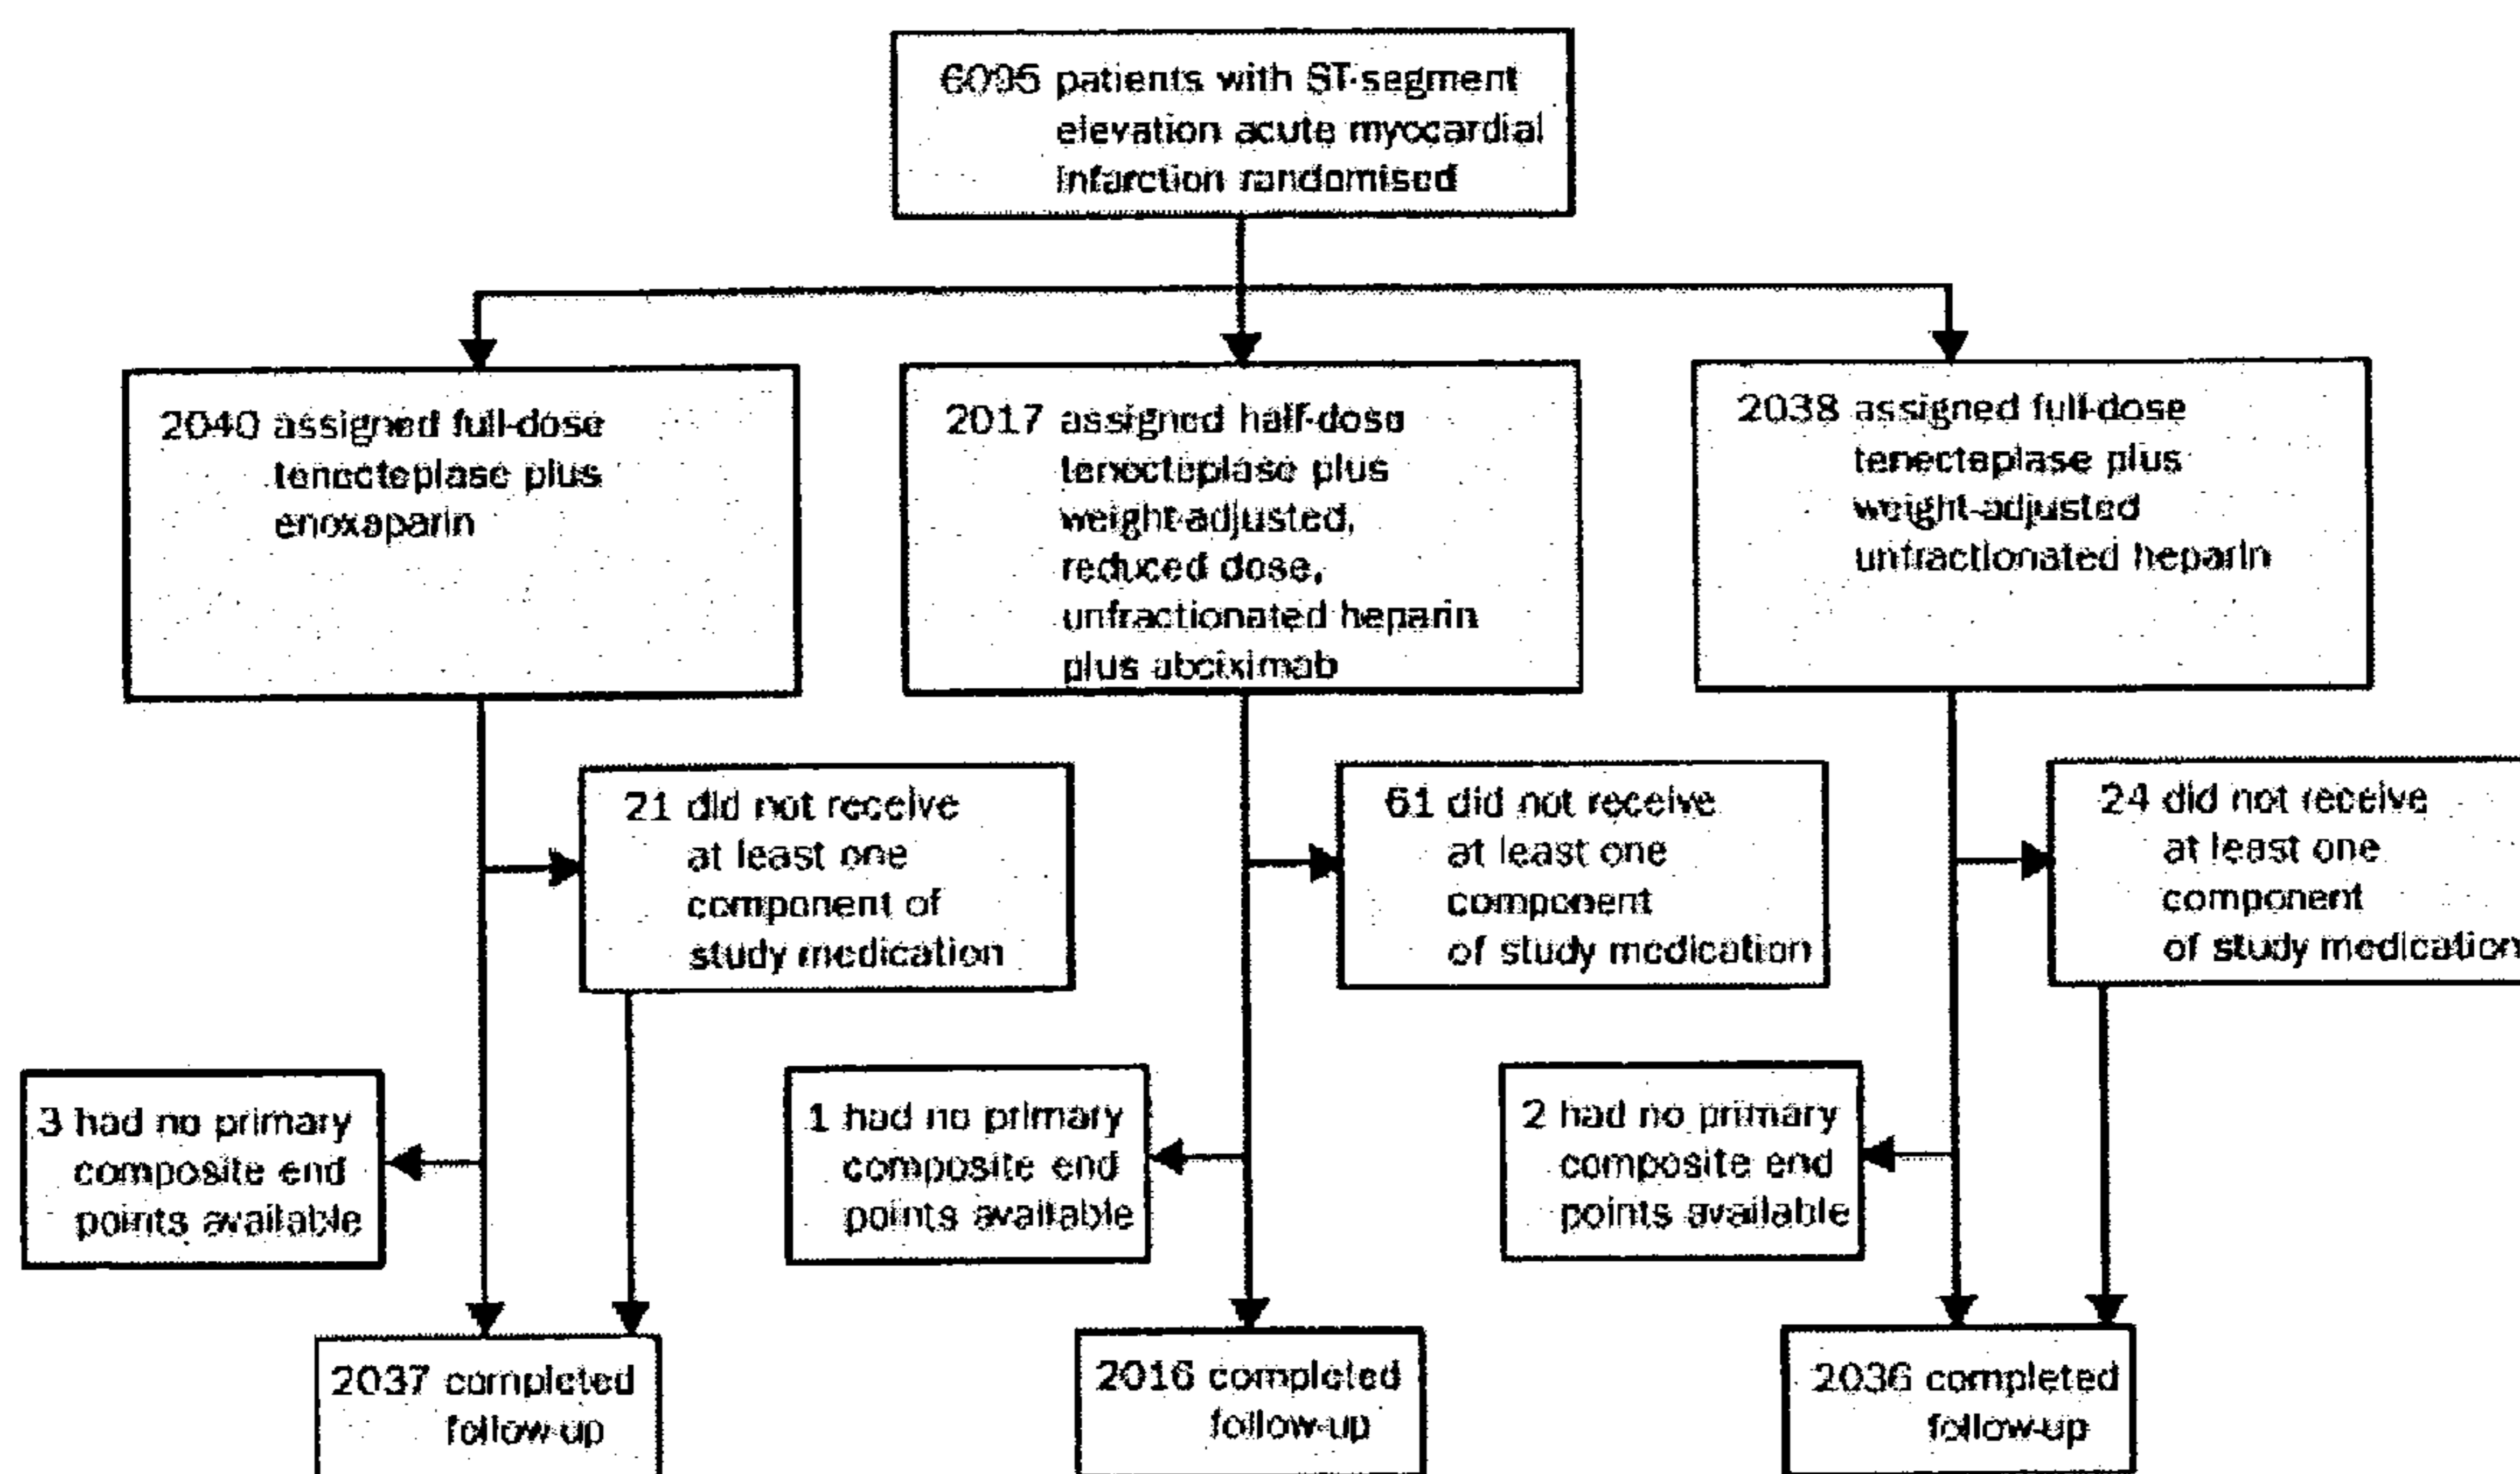 6095 patients with ST-segment
elevation acute myocardial
infarction randomised
2040 assigned full-dose
tenecteplase plus
enoxaparin
2017 assigned half-dose
tenecteplase plus
weight-adjusted,
reduced dose,
unfractionated heparin
plus abciximab
2038 assigned full-dose
tenecteplase plus
weight-adjusted
unfractionated heparin
21 did not receive
at least one
component of
study medication
61 did not receive
at least one
component
of study medication
24 did not receive
at least one
component
of study medication
3 had no primary
composite end
points available
1 had no primary
composite end
points available
2 had no primary
composite end
points available
2037 completed
follow-up
2016 completed
follow-up
2036 completed
follow-up